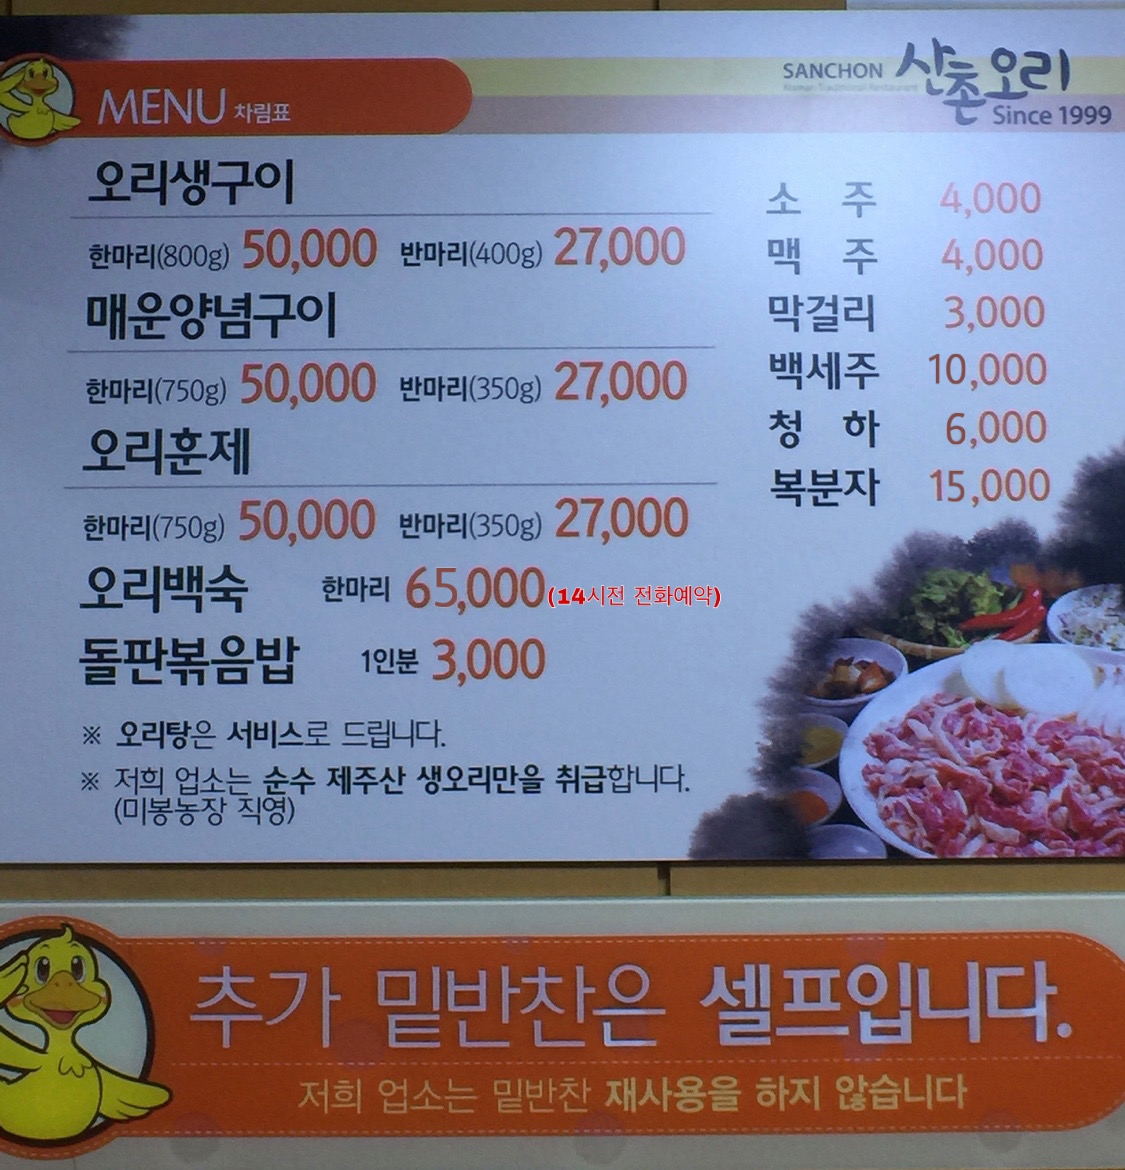 MENU 차림표
SANCHON 산촌오리
Since 1999
오리생구이
한마리(800g) 50,000 반마리(400g) 27,000
매운양념구이
한마리(750g) 50,000 반마리(350g) 27,000
오리훈제
한마리(750g) 50,000 반마리(350g) 27,000
오리백숙 한마리 65,000(14시전 전화예약)
돌판볶음밥 1인분 3,000
※ 오리탕은 서비스로 드립니다.
※ 저희 업소는 순수 제주산 생오리만을 취급합니다.
(미봉농장 직영)
소 주 4,000
맥 주 4,000
막걸리 3,000
백세주 10,000
청 하 6,000
복분자 15,000
추가 밑반찬은 셀프입니다.
저희 업소는 밑반찬 재사용을 하지 않습니다